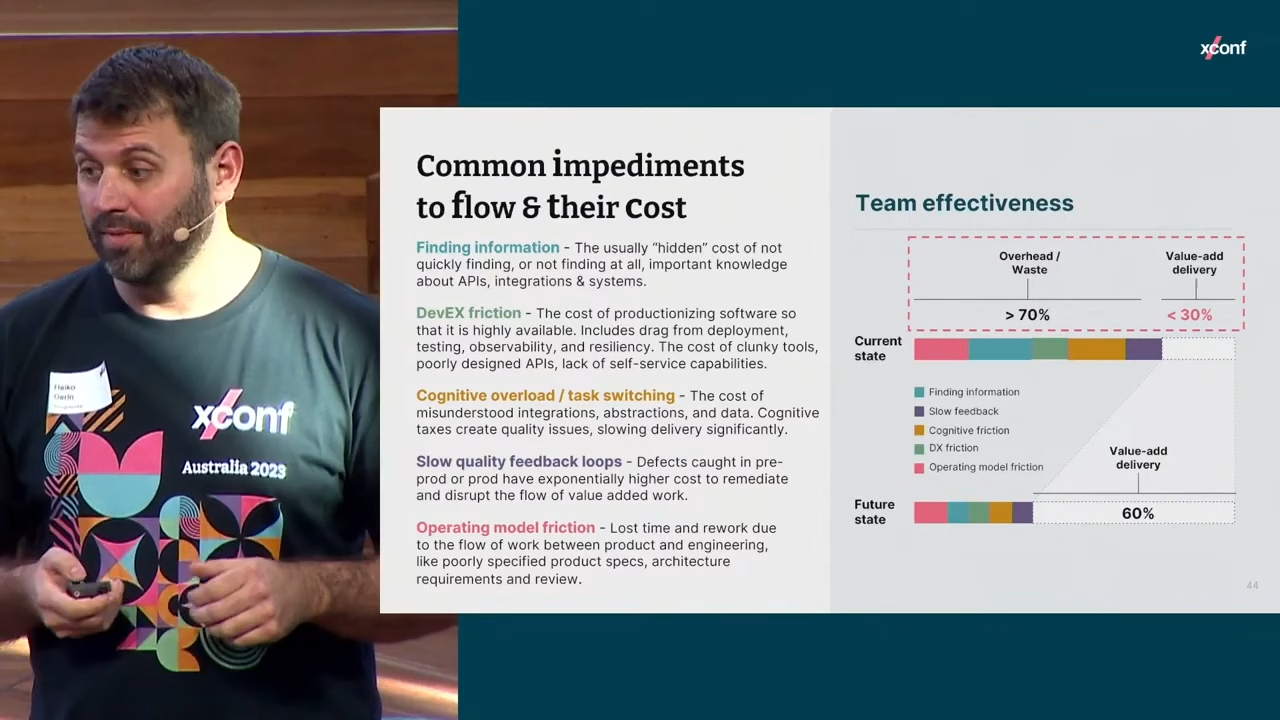 xconf
Common impediments
to flow & their cost
Finding information - The usually “hidden” cost of not
quickly finding, or not finding at all, important knowledge
about APIs, integrations & systems.
DevEX friction - The cost of productionizing software so
that it is highly available. Includes drag from deployment,
testing, observability, and resiliency. The cost of clunky tools,
poorly designed APIs, lack of self-service capabilities.
Cognitive overload / task switching - The cost of
misunderstood integrations, abstractions, and data. Cognitive
taxes create quality issues, slowing delivery significantly.
Slow quality feedback loops - Defects caught in pre-
prod or prod have exponentially higher cost to remediate
and disrupt the flow of value added work.
Operating model friction - Lost time and rework due
to the flow of work between product and engineering,
like poorly specified product specs, architecture
requirements and review.
Team effectiveness
Overhead /
Waste
Value-add
delivery
> 70%
< 30%
Current
state
Finding information
Slow feedback
Cognitive friction
DX friction
Operating model friction
Value-add
delivery
Future
state
60%
44
Heiko
Gerin
xconf
Australia 2023